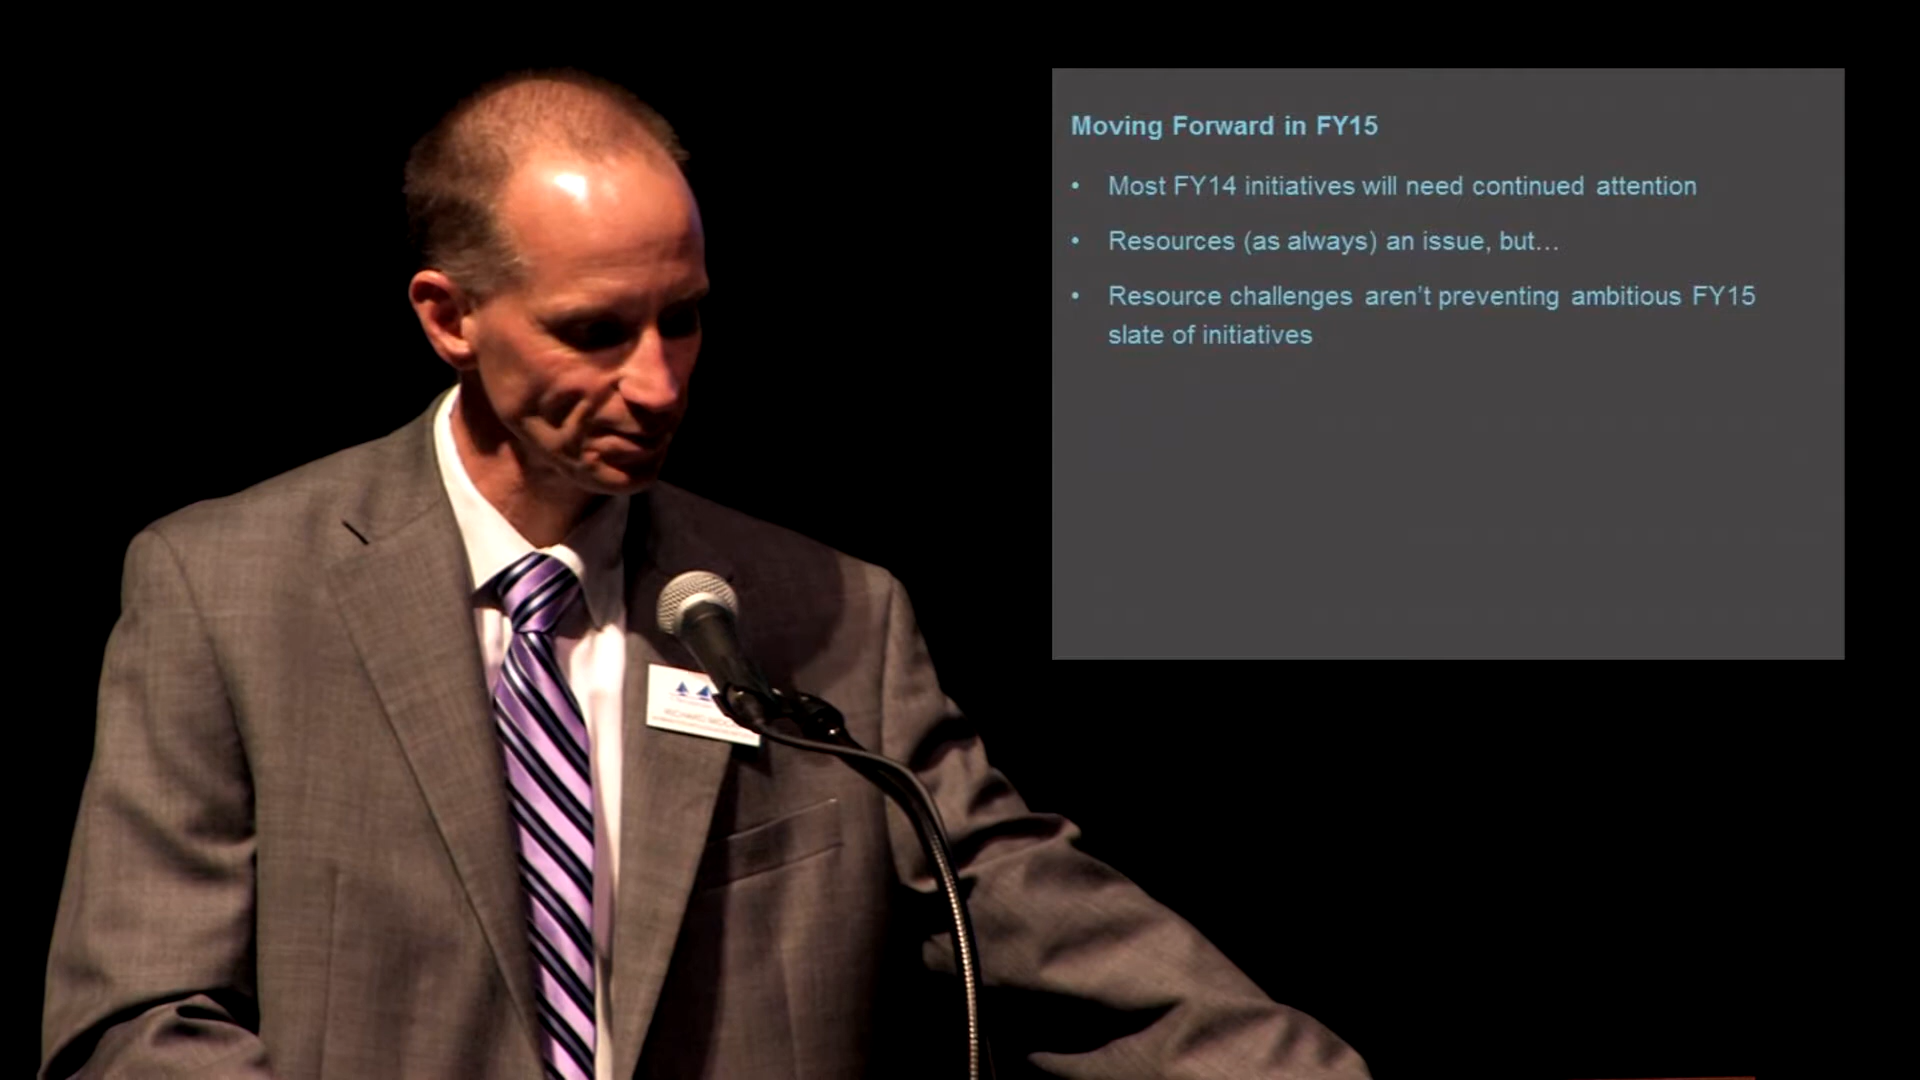 Moving Forward in FY15
• Most FY14 initiatives will need continued attention
• Resources (as always) an issue, but…
• Resource challenges aren’t preventing ambitious FY15
slate of initiatives
RICHARD